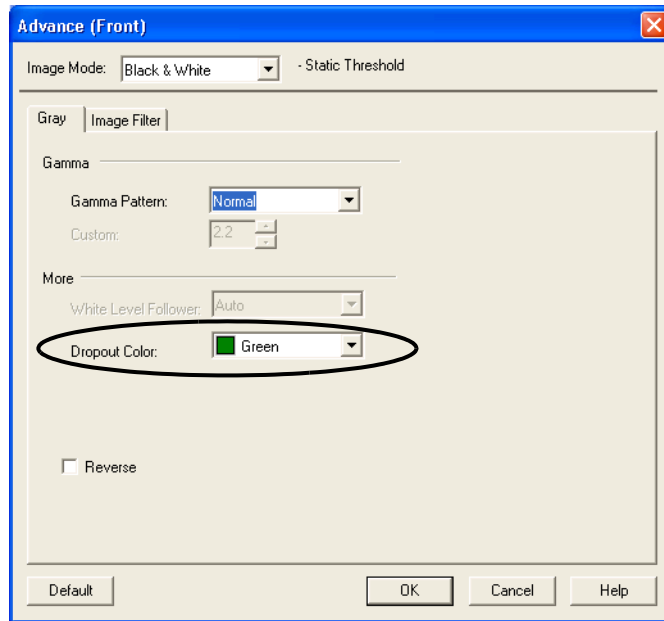 Advance (Front)
Image Mode: Black & White - Static Threshold
Gray Image Filter
Gamma
Gamma Pattern: Normal
Custom: 2.2
More
White Level Follower: Auto
Dropout Color: Green
Reverse
Default OK Cancel Help